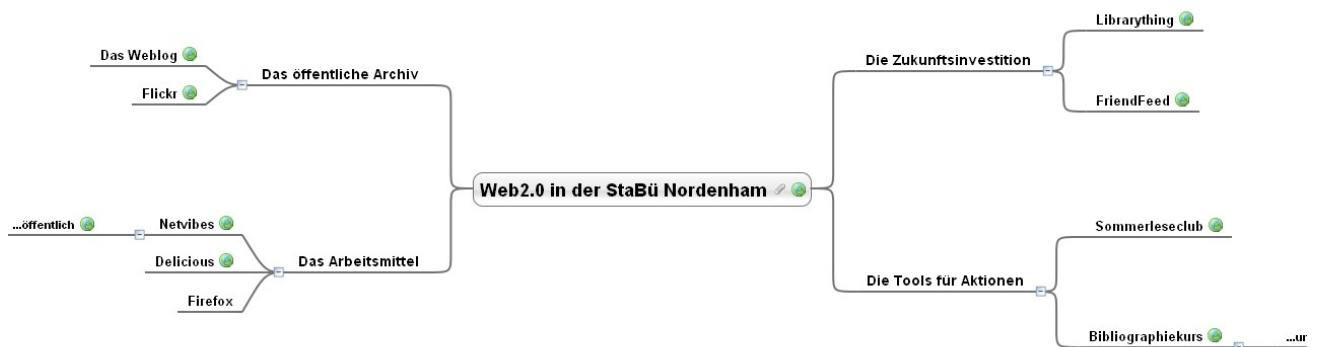 Web2.0 in der StaBü Nordenham
Das öffentliche Archiv
Das Weblog
Flickr
Das Arbeitsmittel
Netvibes
...öffentlich
Delicious
Firefox
Die Zukunftsinvestition
Librarything
FriendFeed
Die Tools für Aktionen
Sommerleseclub
Bibliographiekurs